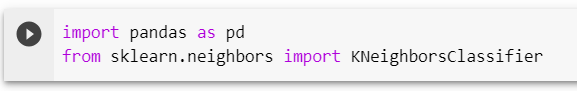 import pandas as pd
from sklearn.neighbors import KNeighborsClassifier